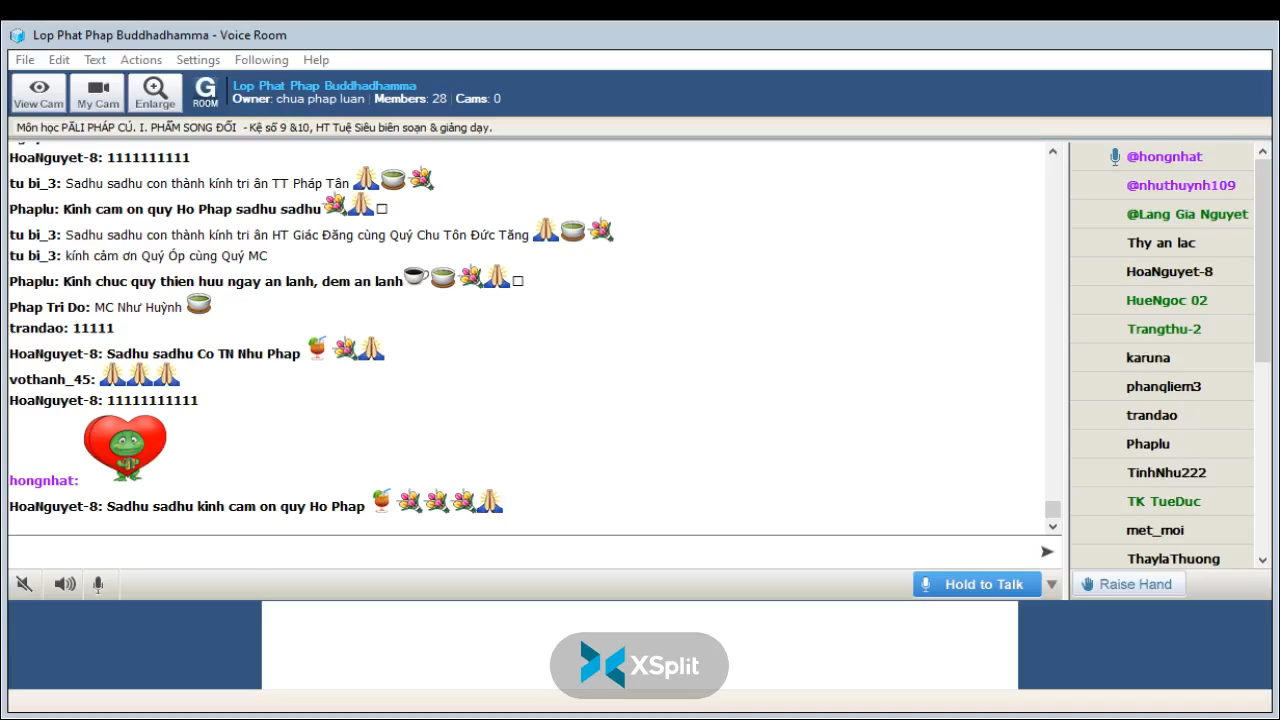 Lop Phat Phap Buddhadhamma - Voice Room
File Edit Text Actions Settings Following Help
View Cam
My Cam
Enlarge
G
ROOM
Lop Phat Phap Buddhadhamma
Owner: chua phap luan | Members: 28 | Cams: 0
Môn học PĀLI PHÁP CÚ. I. PHẨM SONG ĐỐI - Kệ số 9 &10, HT Tuệ Siêu biên soạn & giảng dạy.
HoaNguyet-8: 1111111111
tu bi_3: Sadhu sadhu con thành kính tri ân TT Pháp Tân
Phaplu: Kinh cam on quy Ho Phap sadhu sadhu
tu bi_3: Sadhu sadhu con thành kính tri ân HT Giác Đăng cùng Quý Chu Tôn Đức Tăng
tu bi_3: kính cảm ơn Quý Óp cùng Quý MC
Phaplu: Kinh chuc quy thien huu ngay an lanh, dem an lanh
Phap Tri Do: MC Như Huỳnh
trandao: 11111
HoaNguyet-8: Sadhu sadhu Co TN Nhu Phap
vothanh_45:
HoaNguyet-8: 11111111111
hongnhat:
HoaNguyet-8: Sadhu sadhu kinh cam on quy Ho Phap
@hongnhat
@nhuthuynh109
@Lang Gia Nguyet
Thy an lac
HoaNguyet-8
HueNgoc 02
Trangthu-2
karuna
phanqliem3
trandao
Phaplu
TinhNhu222
TK TueDuc
met_moi
ThaylaThuong
Hold to Talk
Raise Hand
XSplit